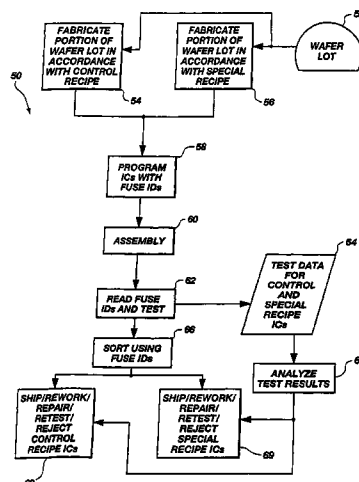 FABRICATE
PORTION OF
WAFER LOT IN
ACCORDANCE
WITH CONTROL
RECIPE
FABRICATE
PORTION OF
WAFER LOT IN
ACCORDANCE
WITH SPECIAL
RECIPE
WAFER
LOT
50
54
56
58
PROGRAM
ICs WITH
FUSE IDs
60
ASSEMBLY
62
READ FUSE
IDs AND TEST
64
TEST DATA
FOR
CONTROL
AND
SPECIAL
RECIPE
ICs
66
SORT USING
FUSE IDs
ANALYZE
TEST RESULTS
SHIP/REWORK/
REPAIR/
RETEST/
REJECT
CONTROL
RECIPE ICs
SHIP/REWORK/
REPAIR/
RETEST/
REJECT
SPECIAL
RECIPE ICs
69